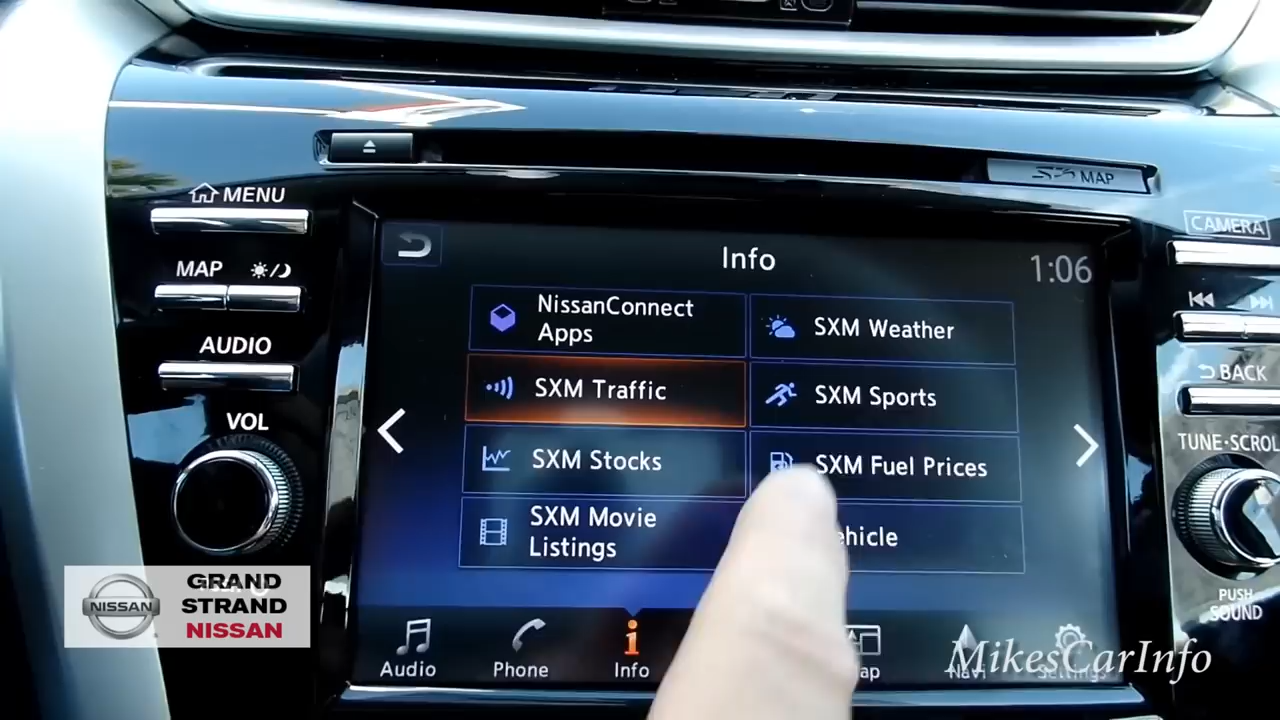 MAP
MENU
CAMERA
MAP
AUDIO
VOL
BACK
TUNE·SCROL
PUSH
SOUND
Info
1:06
NissanConnect
Apps
SXM Weather
SXM Traffic
SXM Sports
SXM Stocks
SXM Fuel Prices
SXM Movie
Listings
ehicle
Audio
Phone
Info
ap
Navi
Settings
NISSAN
GRAND
STRAND
NISSAN
MikesCarInfo